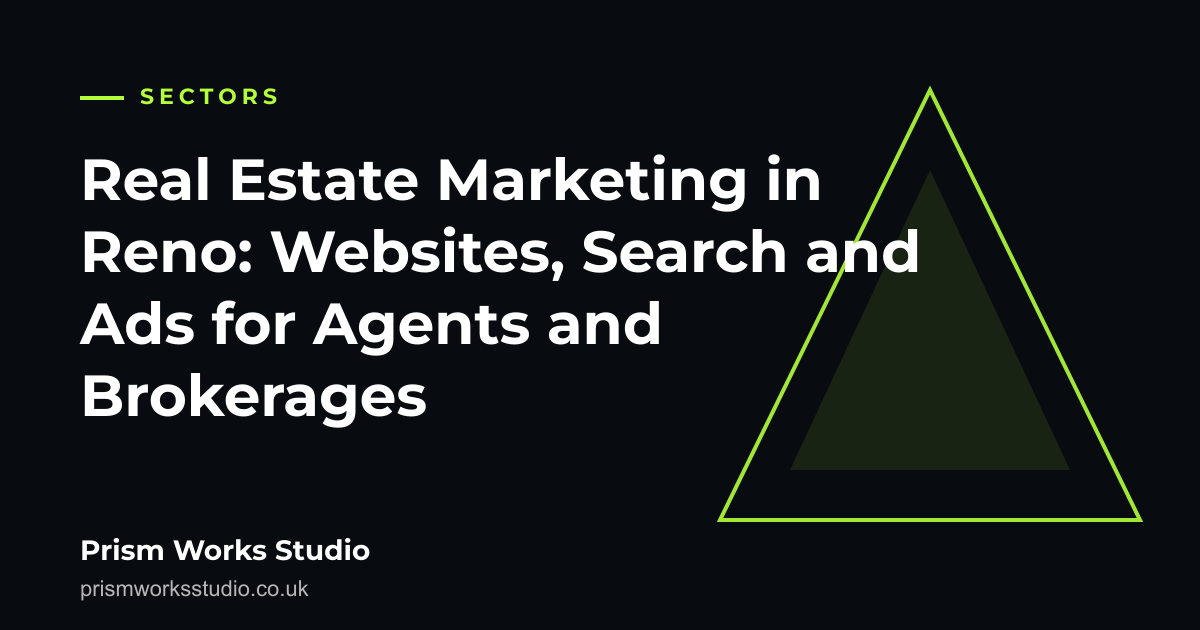 SECTORS
Real Estate Marketing in
Reno: Websites, Search and
Ads for Agents and
Brokerages
Prism Works Studio
prismworksstudio.co.uk